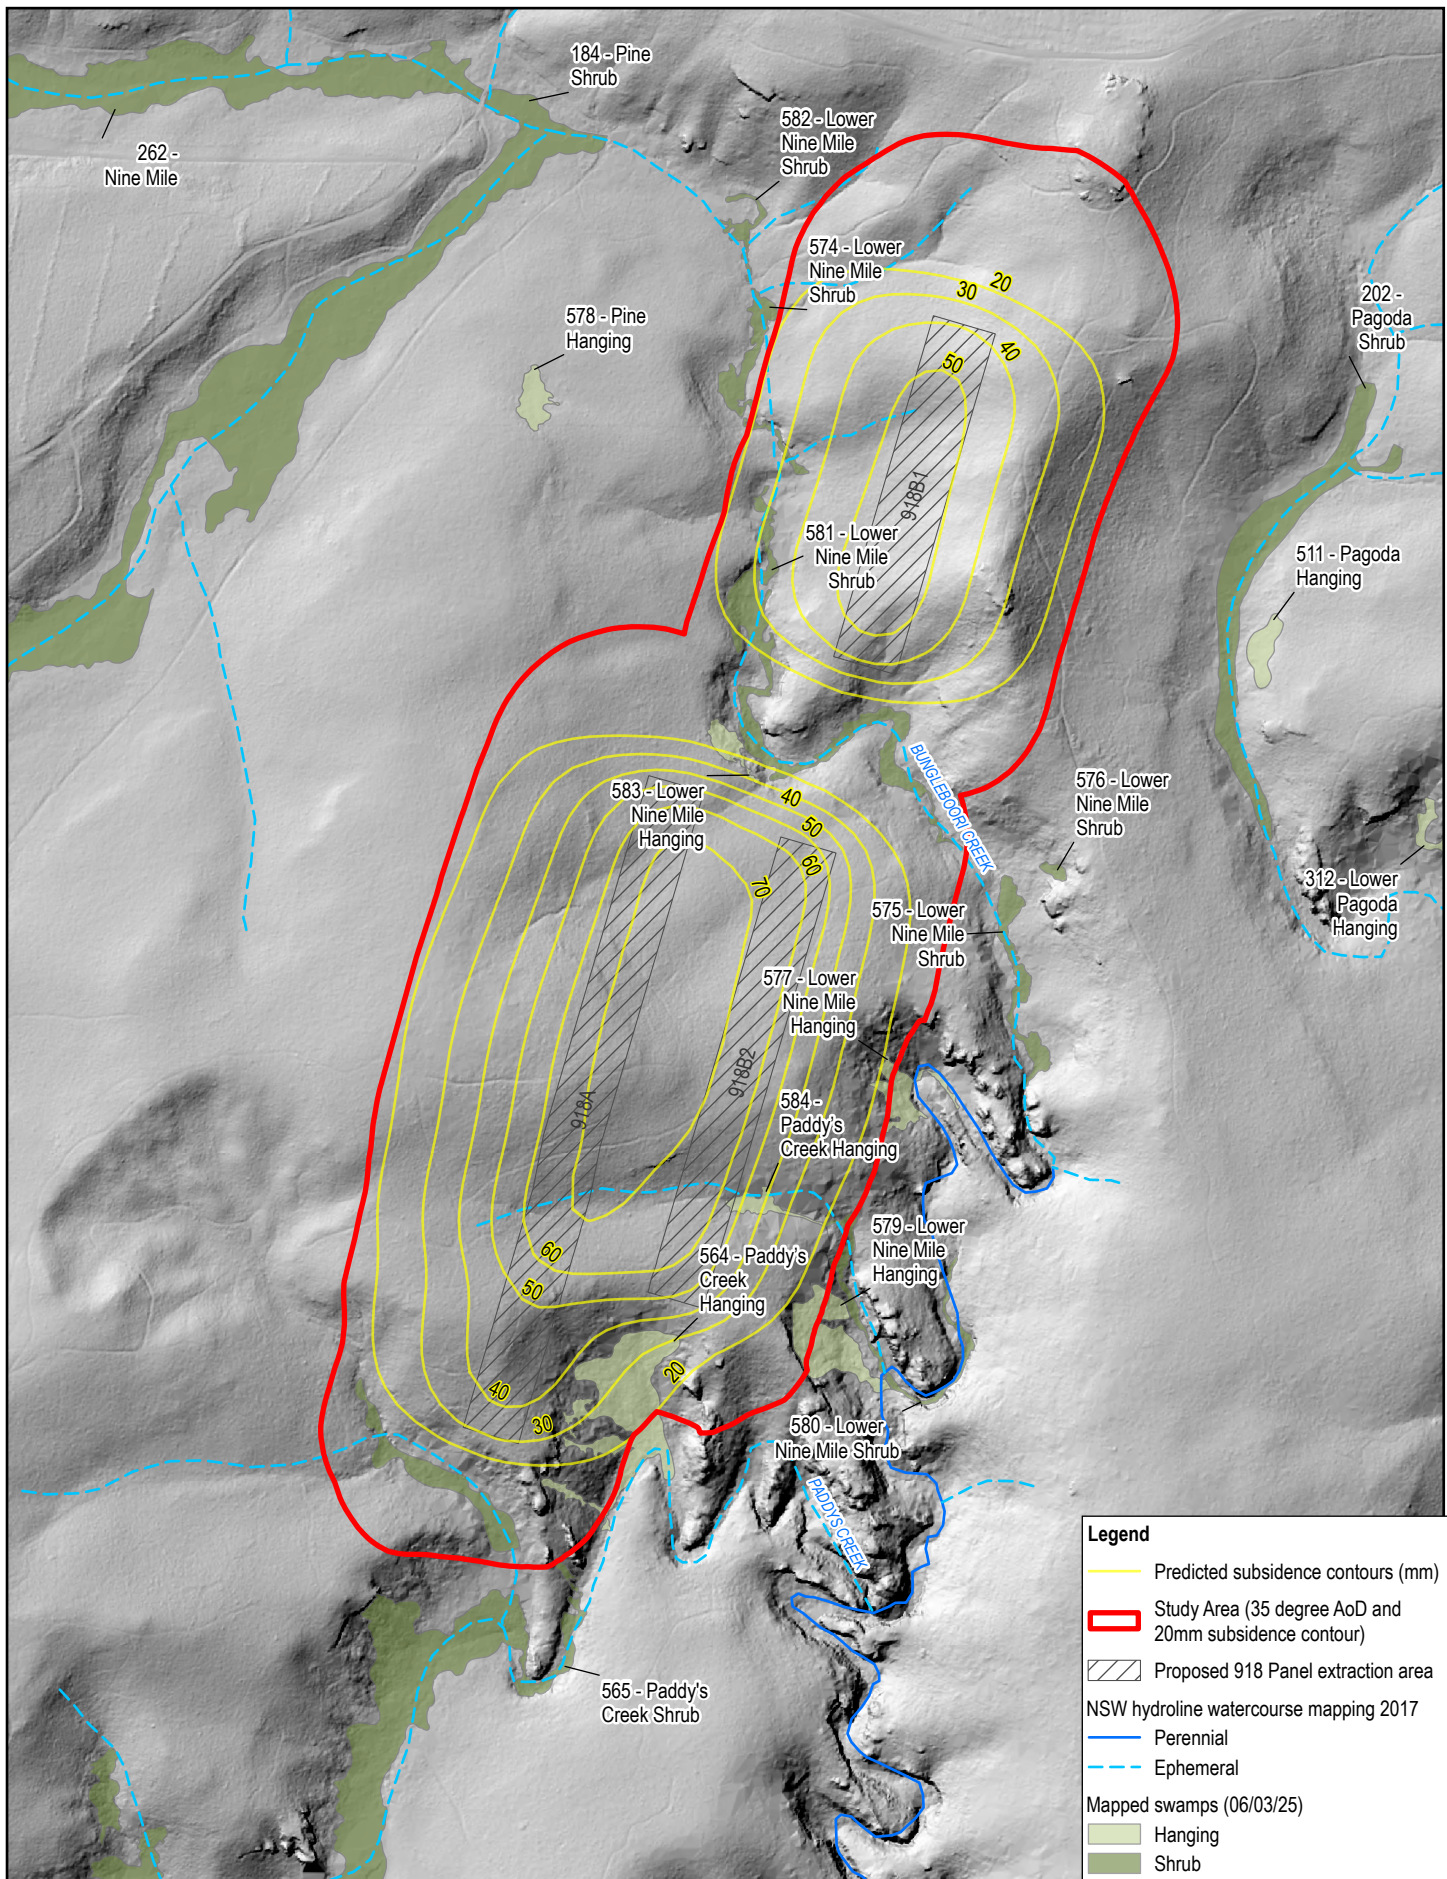 184 - Pine
Shrub
262 -
Nine Mile
582 - Lower
Nine Mile
Shrub
574 - Lower
Nine Mile
Shrub
578 - Pine
Hanging
202 -
Pagoda
Shrub
20
30
40
50
918B1
581 - Lower
Nine Mile
Shrub
511 - Pagoda
Hanging
BUNGLEBOORI CREEK
583 - Lower
Nine Mile
Hanging
40
50
60
70
576 - Lower
Nine Mile
Shrub
312 - Lower
Pagoda
Hanging
575 - Lower
Nine Mile
Shrub
577 - Lower
Nine Mile
Hanging
918A
918B2
584 -
Paddy's
Creek Hanging
579 - Lower
Nine Mile
Hanging
564 - Paddy's
Creek
Hanging
60
50
40
30
20
580 - Lower
Nine Mile Shrub
PADDYS CREEK
565 - Paddy's
Creek Shrub
Legend
Predicted subsidence contours (mm)
Study Area (35 degree AoD and
20mm subsidence contour)
Proposed 918 Panel extraction area
NSW hydroline watercourse mapping 2017
Perennial
Ephemeral
Mapped swamps (06/03/25)
Hanging
Shrub